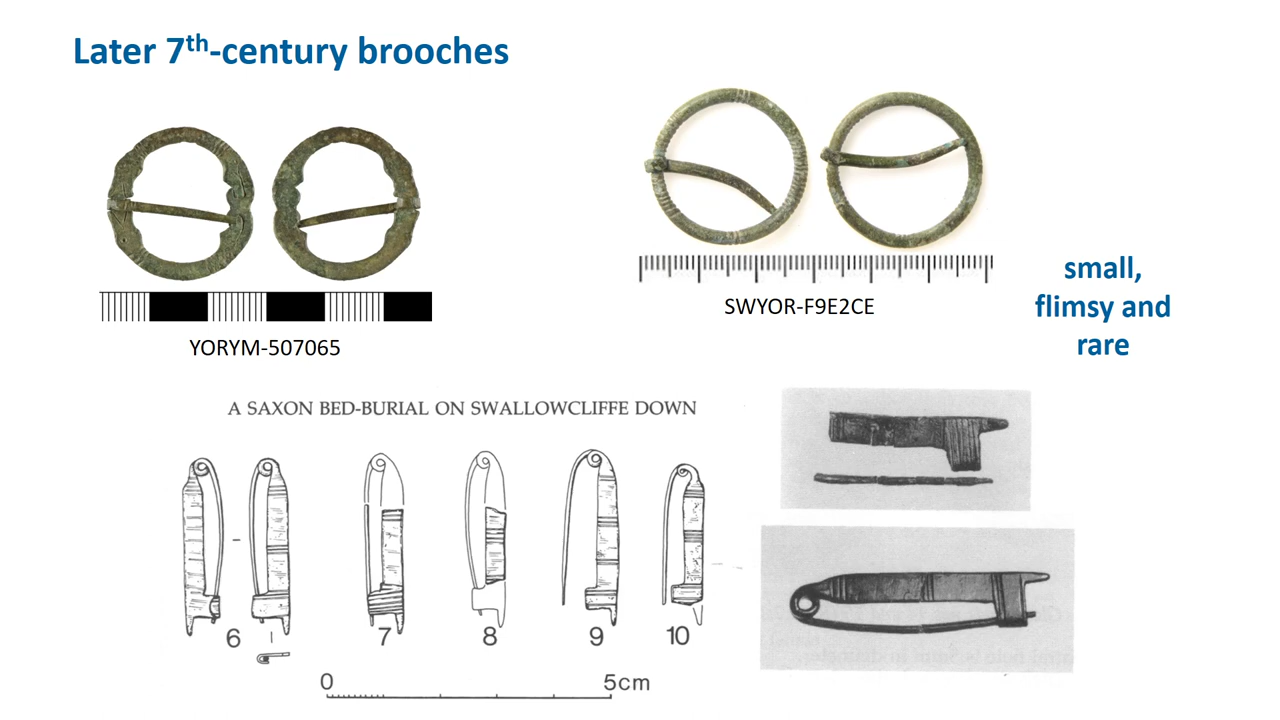 Later 7th-century brooches
YORYM-507065
SWYOR-F9E2CE
small,
flimsy and
rare
A SAXON BED-BURIAL ON SWALLOWCLIFFE DOWN
6
7
8
9
10
0
5cm